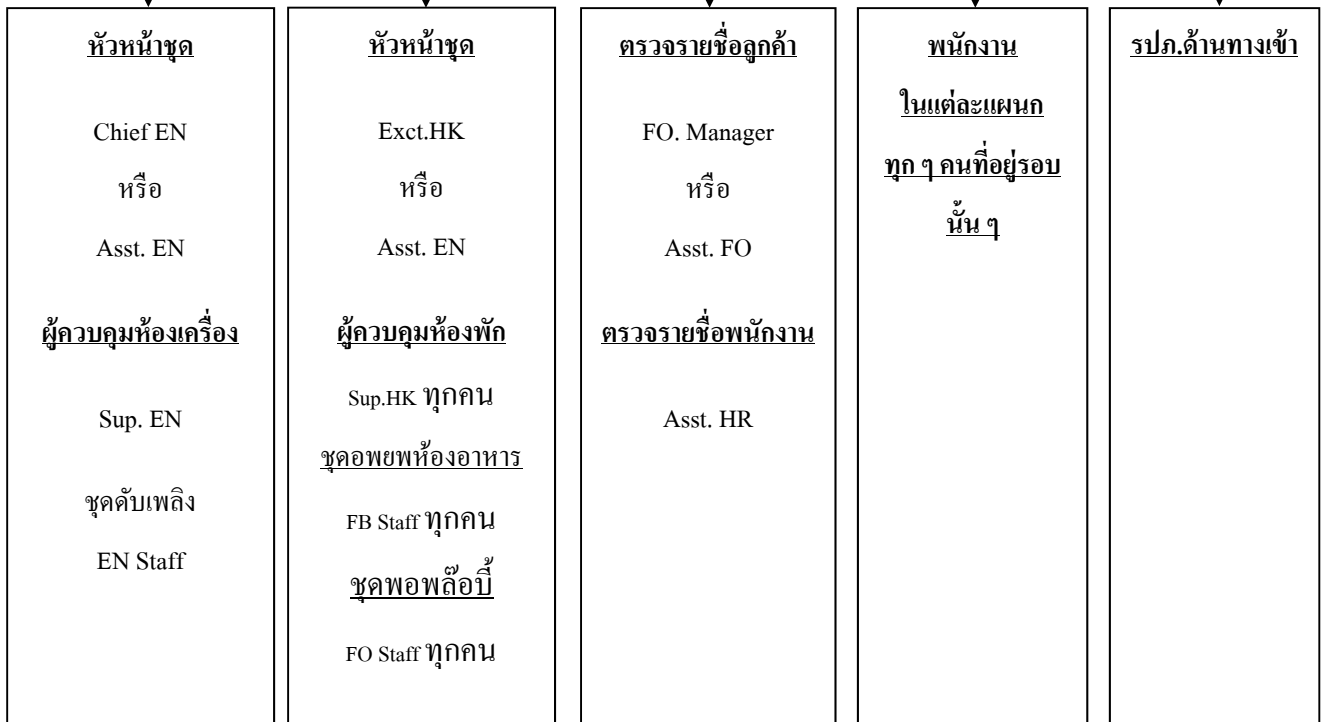 หัวหน้าชุด
Chief EN
หรือ
Asst. EN
ผู้ควบคุมห้องเครื่อง
Sup. EN
ชุดดับเพลิง
EN Staff
หัวหน้าชุด
Exct.HK
หรือ
Asst. EN
ผู้ควบคุมห้องพัก
Sup.HK ทุกคน
ชุดอพยพห้องอาหาร
FB Staff ทุกคน
ชุดพอพล๊อบี้
FO Staff ทุกคน
ตรวจรายชื่อลูกค้า
FO. Manager
หรือ
Asst. FO
ตรวจรายชื่อพนักงาน
Asst. HR
พนักงาน
ในแต่ละแผนก
ทุก ๆ คนที่อยู่รอบ
นั้น ๆ
รปภ.ด้านทางเข้า